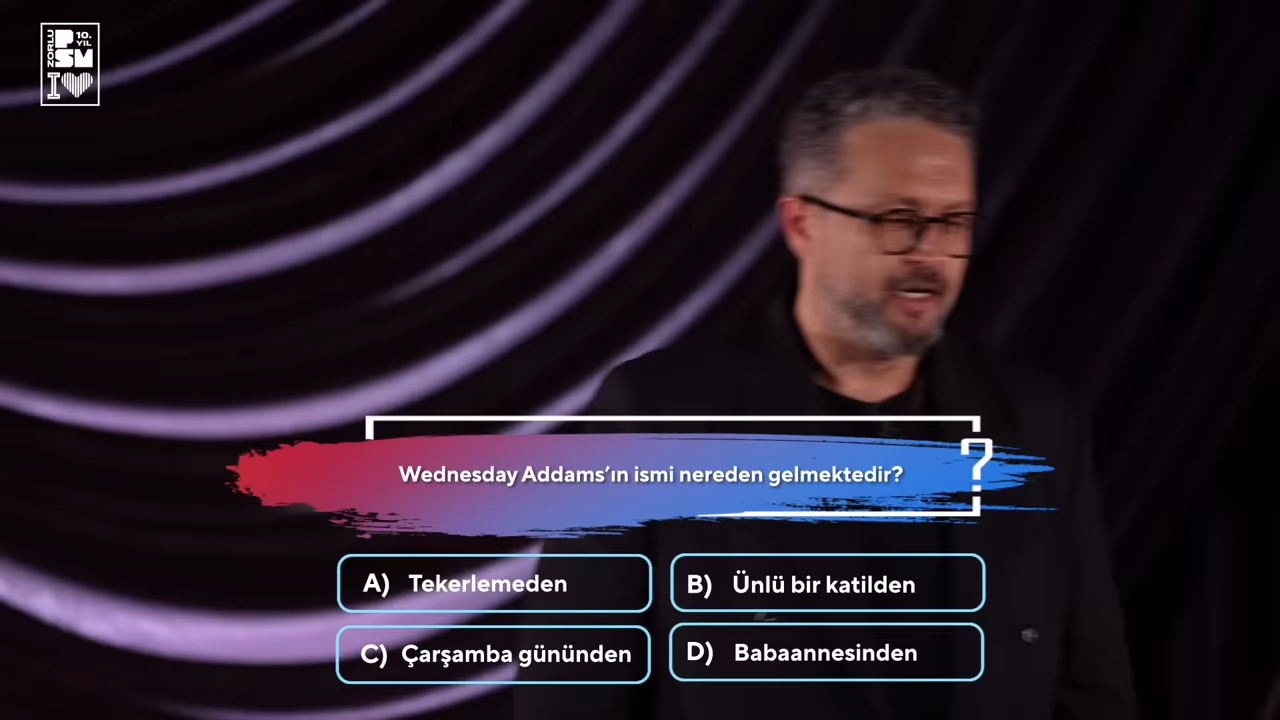 ZORLU
PSM
10.
YIL
I
Wednesday Addams’ın ismi nereden gelmektedir?
?
A) Tekerlemeden
B) Ünlü bir katilden
C) Çarşamba gününden
D) Babaannesinden